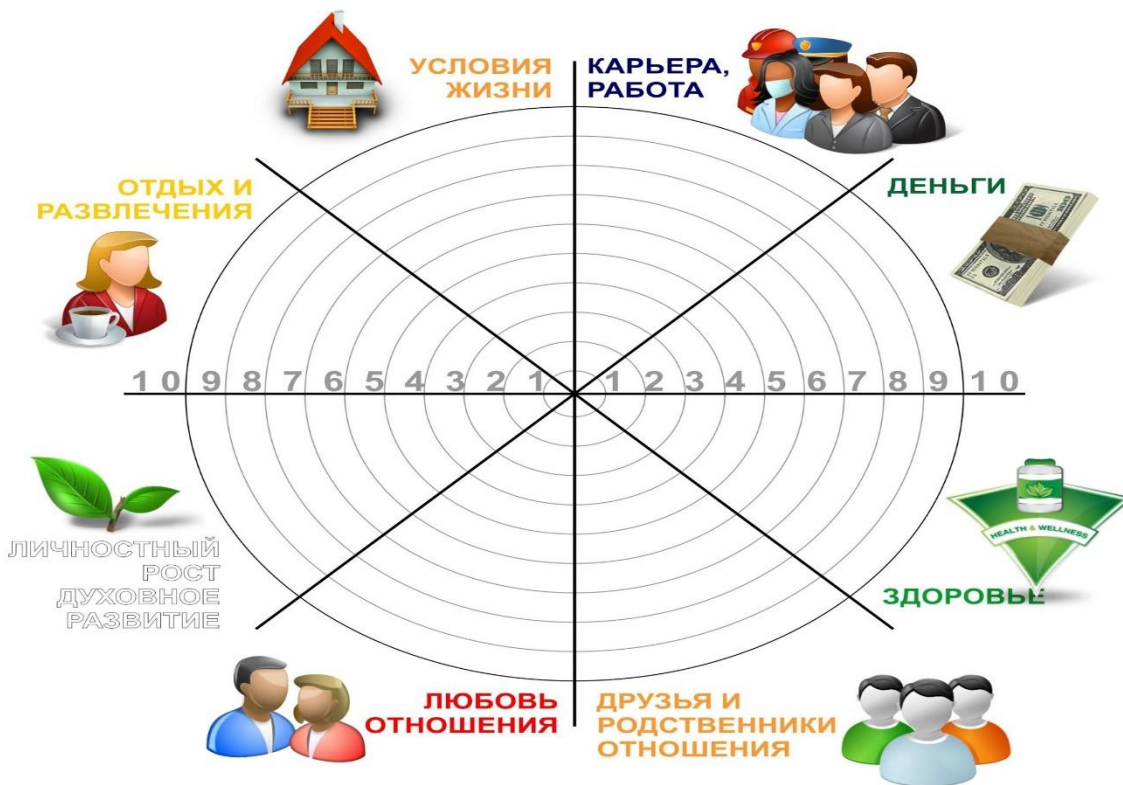 УСЛОВИЯ
ЖИЗНИ
КАРЬЕРА,
РАБОТА
ОТДЫХ И
РАЗВЛЕЧЕНИЯ
ДЕНЬГИ
10 9 8 7 6 5 4 3 2 1 1 2 3 4 5 6 7 8 9 10
ЛИЧНОСТНЫЙ
РОСТ
ДУХОВНОЕ
РАЗВИТИЕ
HEALTH & WELLNESS
ЗДОРОВЬЕ
ЛЮБОВЬ
ОТНОШЕНИЯ
ДРУЗЬЯ И
РОДСТВЕННИКИ
ОТНОШЕНИЯ